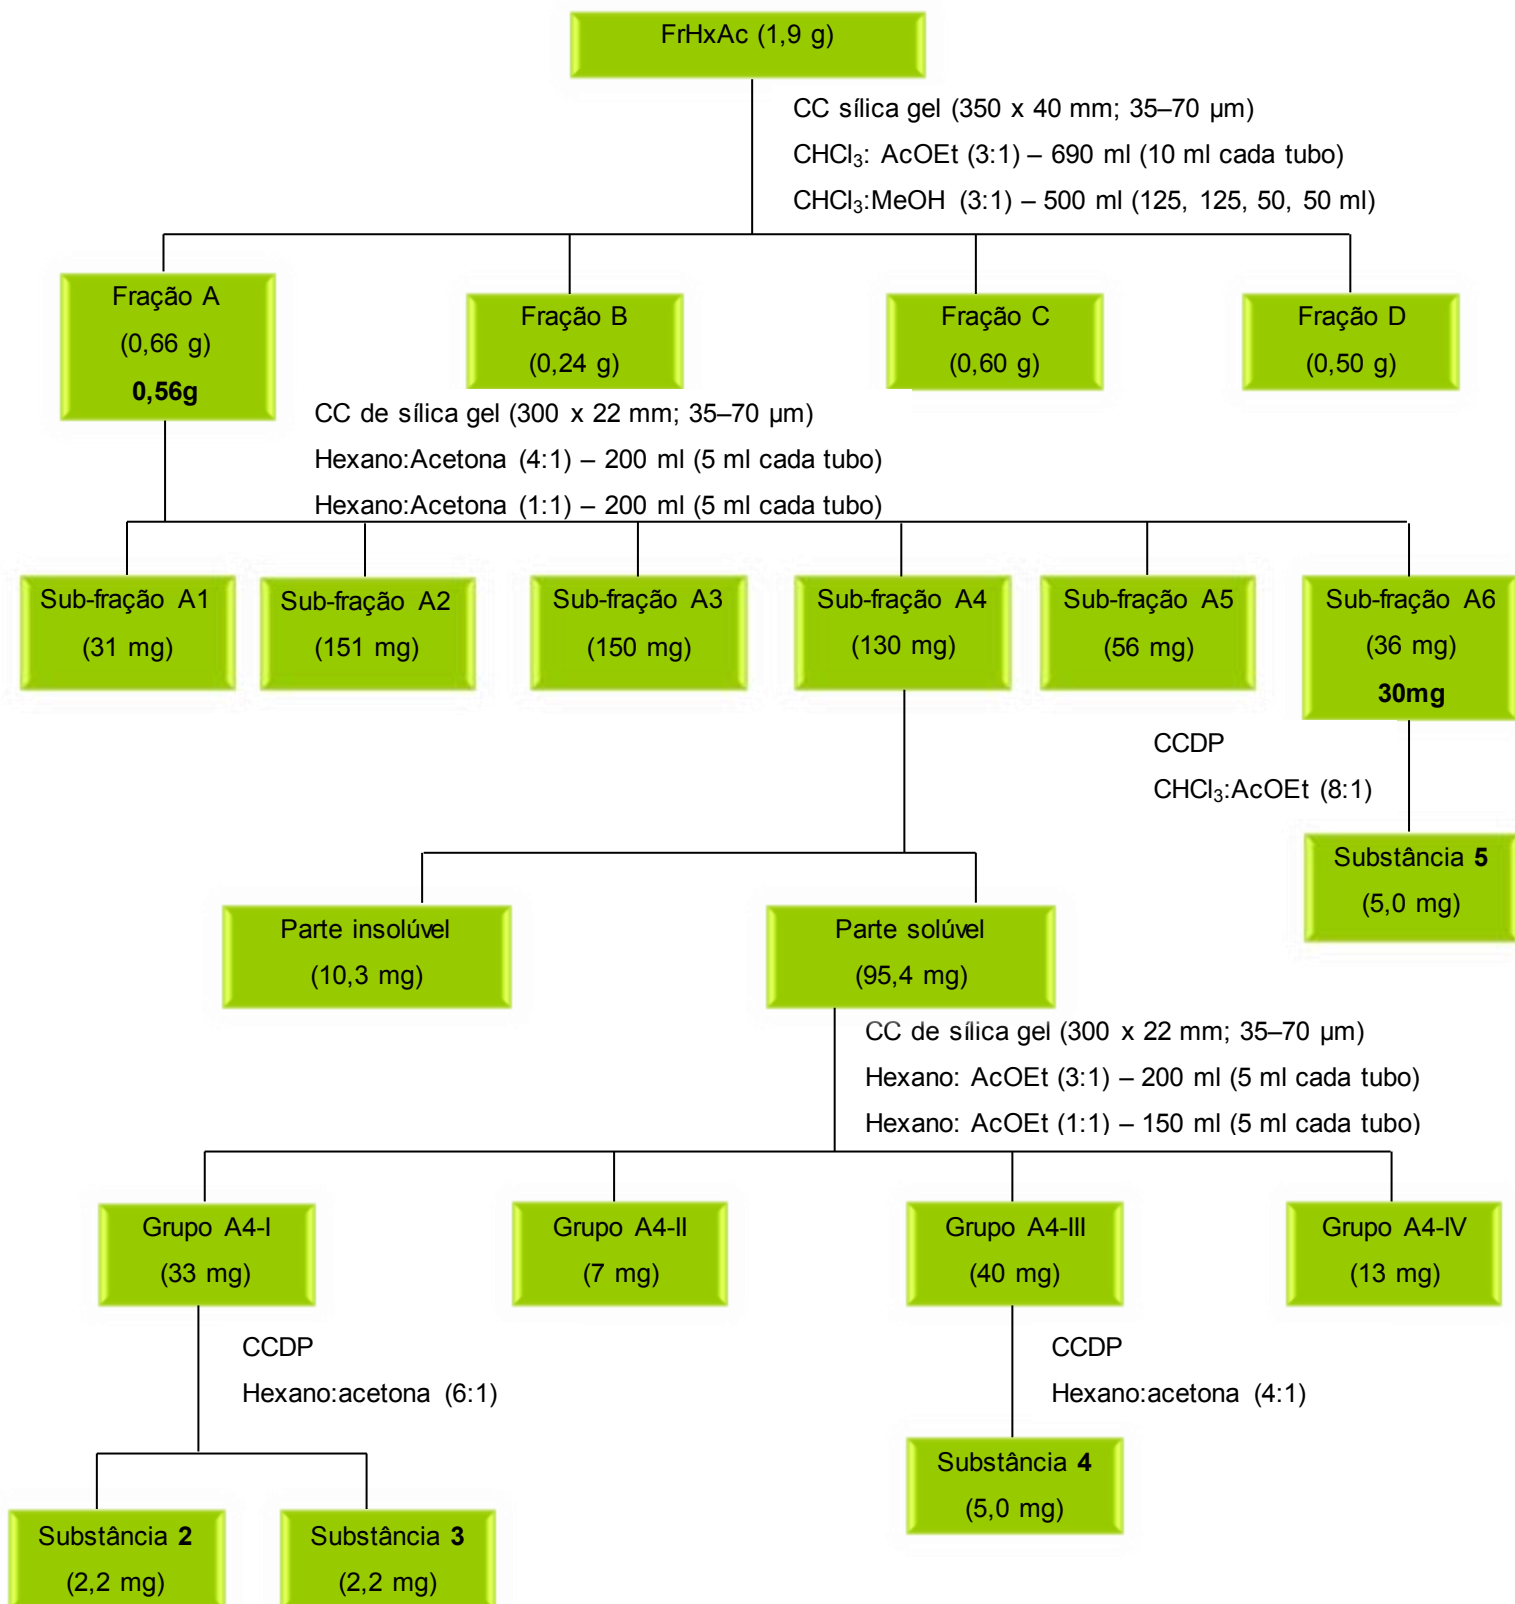 FrHxAc (1,9 g)
CC sílica gel (350 x 40 mm; 35–70 µm)
CHCl₃: AcOEt (3:1) – 690 ml (10 ml cada tubo)
CHCl₃:MeOH (3:1) – 500 ml (125, 125, 50, 50 ml)
Fração A
(0,66 g)
0,56g
Fração B
(0,24 g)
Fração C
(0,60 g)
Fração D
(0,50 g)
CC de sílica gel (300 x 22 mm; 35–70 µm)
Hexano:Acetona (4:1) – 200 ml (5 ml cada tubo)
Hexano:Acetona (1:1) – 200 ml (5 ml cada tubo)
Sub-fração A1
(31 mg)
Sub-fração A2
(151 mg)
Sub-fração A3
(150 mg)
Sub-fração A4
(130 mg)
Sub-fração A5
(56 mg)
Sub-fração A6
(36 mg)
30mg
CCDP
CHCl₃:AcOEt (8:1)
Substância 5
(5,0 mg)
Parte insolúvel
(10,3 mg)
Parte solúvel
(95,4 mg)
CC de sílica gel (300 x 22 mm; 35–70 µm)
Hexano: AcOEt (3:1) – 200 ml (5 ml cada tubo)
Hexano: AcOEt (1:1) – 150 ml (5 ml cada tubo)
Grupo A4-I
(33 mg)
Grupo A4-II
(7 mg)
Grupo A4-III
(40 mg)
Grupo A4-IV
(13 mg)
CCDP
Hexano:acetona (6:1)
CCDP
Hexano:acetona (4:1)
Substância 4
(5,0 mg)
Substância 2
(2,2 mg)
Substância 3
(2,2 mg)